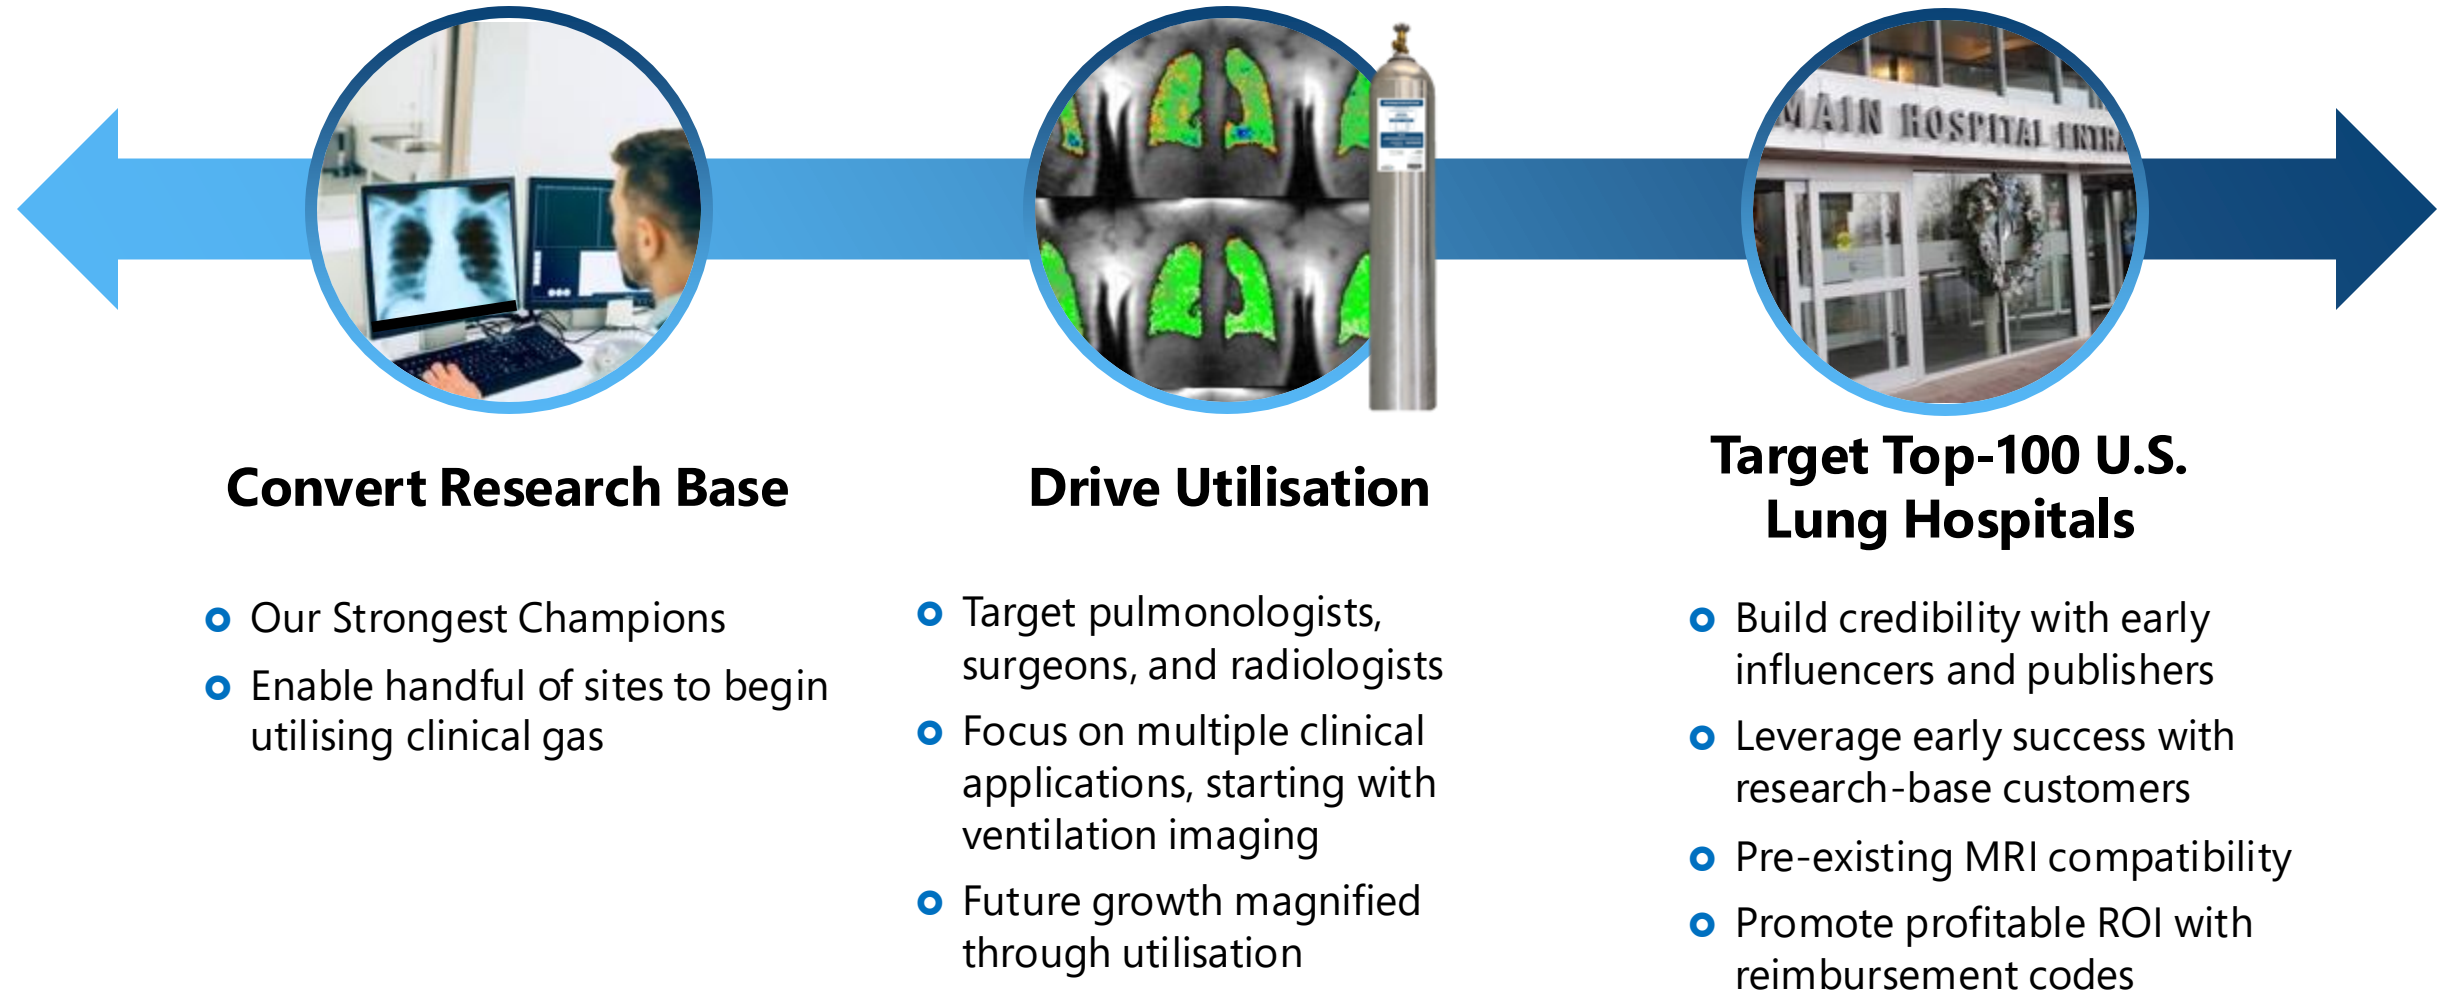 MAIN HOSPITAL ENTRA
Convert Research Base
Our Strongest Champions
Enable handful of sites to begin
utilising clinical gas
Drive Utilisation
Target pulmonologists,
surgeons, and radiologists
Focus on multiple clinical
applications, starting with
ventilation imaging
Future growth magnified
through utilisation
Target Top-100 U.S.
Lung Hospitals
Build credibility with early
influencers and publishers
Leverage early success with
research-base customers
Pre-existing MRI compatibility
Promote profitable ROI with
reimbursement codes